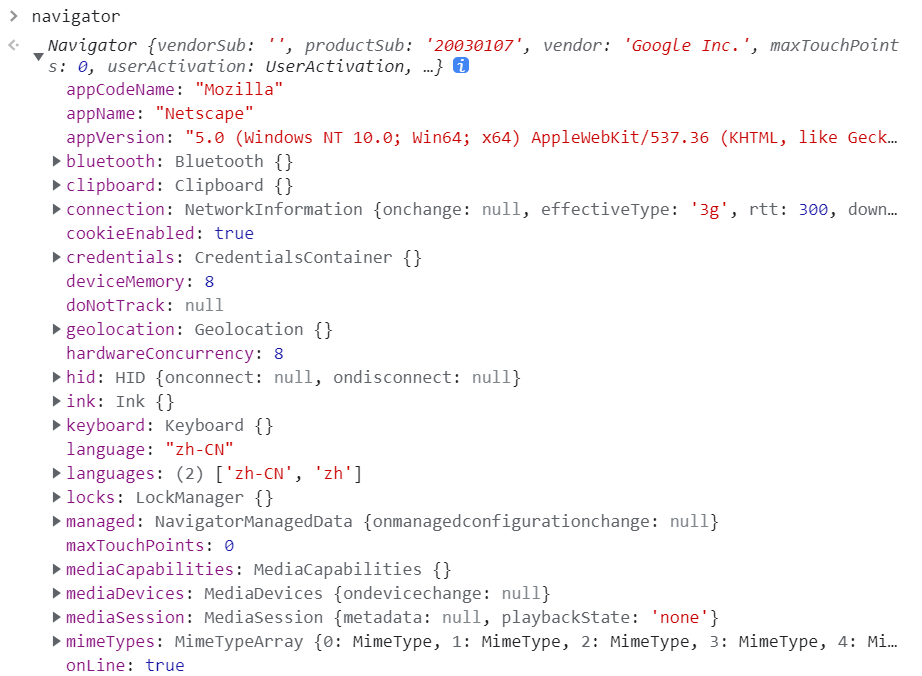 > navigator
Navigator {vendorSub: '', productSub: '20030107', vendor: 'Google Inc.', maxTouchPoint
s: 0, userActivation: UserActivation, …}
appCodeName: "Mozilla"
appName: "Netscape"
appVersion: "5.0 (Windows NT 10.0; Win64; x64) AppleWebKit/537.36 (KHTML, like Geck…
bluetooth: Bluetooth {}
clipboard: Clipboard {}
connection: NetworkInformation {onchange: null, effectiveType: '3g', rtt: 300, down…
cookieEnabled: true
credentials: CredentialsContainer {}
deviceMemory: 8
doNotTrack: null
geolocation: Geolocation {}
hardwareConcurrency: 8
hid: HID {onconnect: null, ondisconnect: null}
ink: Ink {}
keyboard: Keyboard {}
language: "zh-CN"
languages: (2) ['zh-CN', 'zh']
locks: LockManager {}
managed: NavigatorManagedData {onmanagedconfigurationchange: null}
maxTouchPoints: 0
mediaCapabilities: MediaCapabilities {}
mediaDevices: MediaDevices {ondevicechange: null}
mediaSession: MediaSession {metadata: null, playbackState: 'none'}
mimeTypes: MimeTypeArray {0: MimeType, 1: MimeType, 2: MimeType, 3: MimeType, 4: Mi…
onLine: true